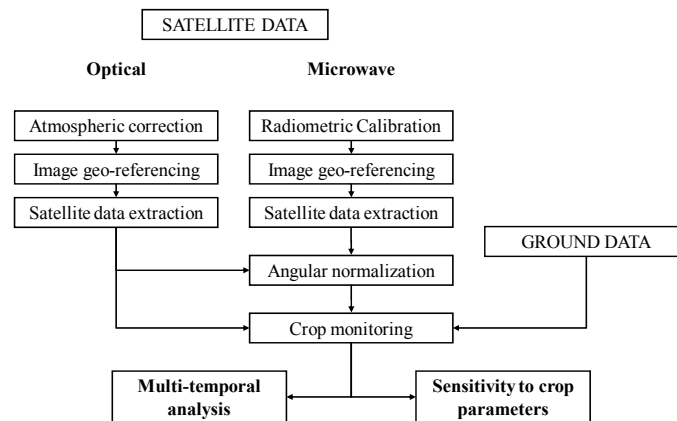 SATELLITE DATA
Optical
Microwave
Atmospheric correction
Radiometric Calibration
Image geo-referencing
Image geo-referencing
Satellite data extraction
Satellite data extraction
GROUND DATA
Angular normalization
Crop monitoring
Multi-temporal
analysis
Sensitivity to crop
parameters